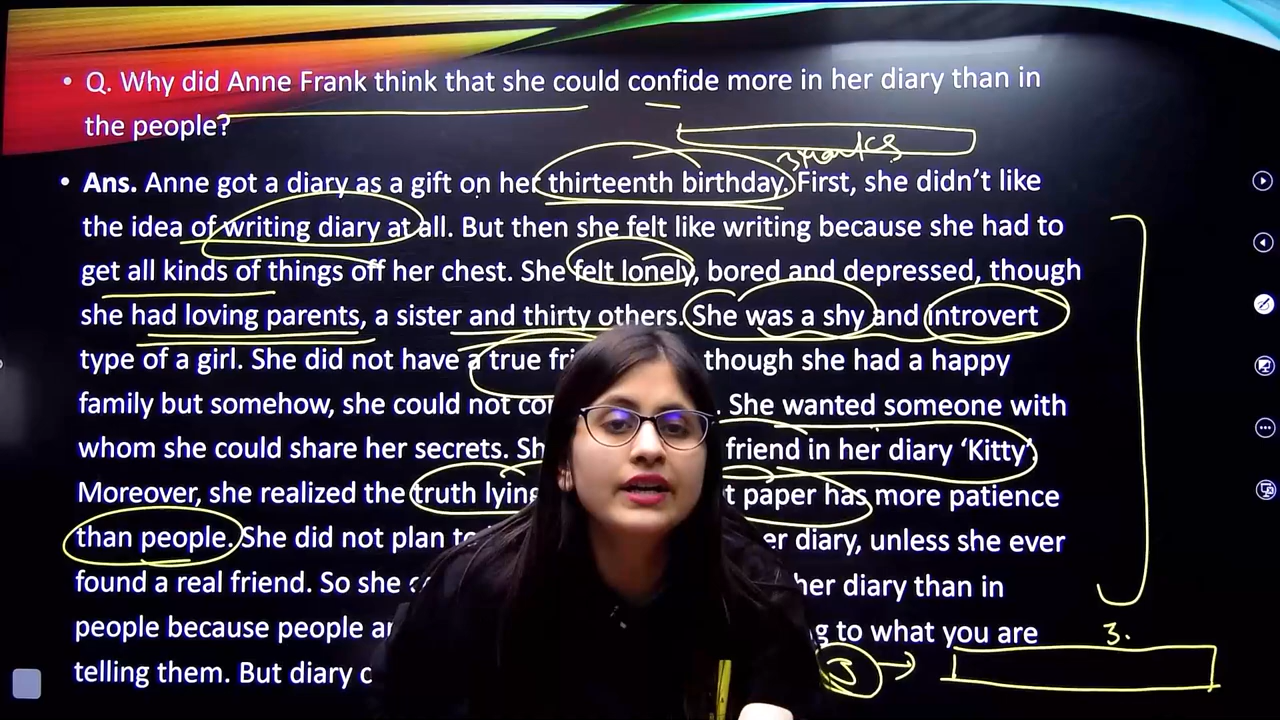 • Q. Why did Anne Frank think that she could confide more in her diary than in
the people?
3 marks
• Ans. Anne got a diary as a gift on her thirteenth birthday. First, she didn't like
the idea of writing diary at all. But then she felt like writing because she had to
get all kinds of things off her chest. She felt lonely, bored and depressed, though
she had loving parents, a sister and thirty others. She was a shy and introvert
type of a girl. She did not have a true though she had a happy
family but somehow, she could not She wanted someone with
whom she could share her secrets. friend in her diary 'Kitty'.
Moreover, she realized the truth lying paper has more patience
than people. She did not plan diary, unless she ever
found a real friend. So she her diary than in
people because people to what you are
telling them. But diary
3.
3 →